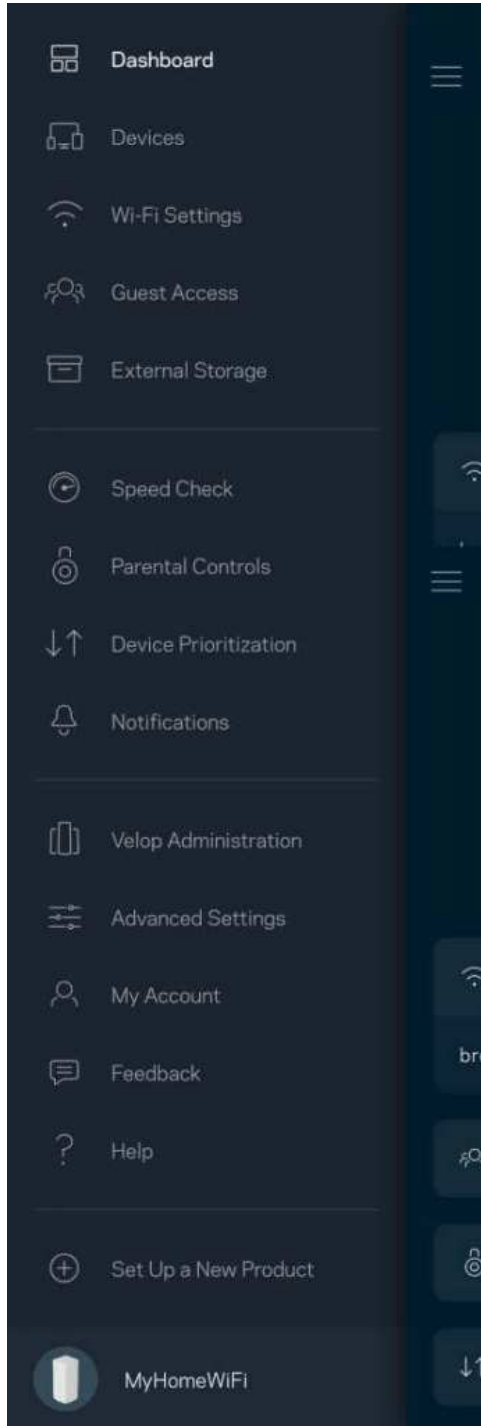 Dashboard
Devices
Wi-Fi Settings
Guest Access
External Storage
Speed Check
Parental Controls
Device Prioritization
Notifications
Velop Administration
Advanced Settings
My Account
Feedback
Help
Set Up a New Product
MyHomeWiFi